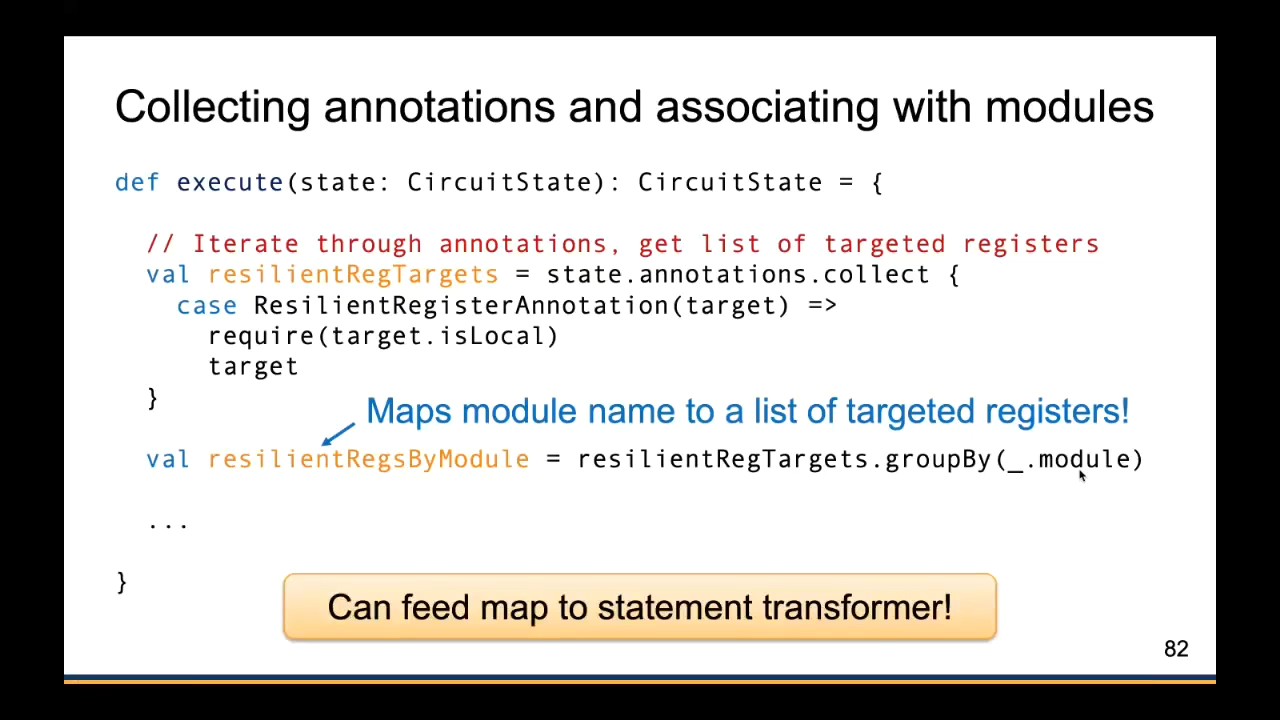 Collecting annotations and associating with modules
def execute(state: CircuitState): CircuitState = {
// Iterate through annotations, get list of targeted registers
val resilientRegTargets = state.annotations.collect {
case ResilientRegisterAnnotation(target) =>
require(target.isLocal)
target
}
Maps module name to a list of targeted registers!
val resilientRegsByModule = resilientRegTargets.groupBy(_.module)
...
}
Can feed map to statement transformer!
82